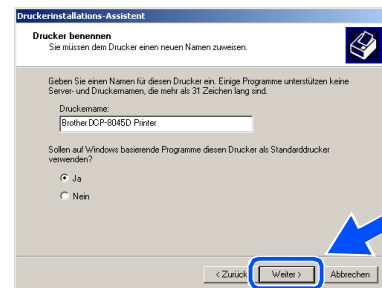 Druckerinstallations-Assistent
Drucker benennen
Sie müssen dem Drucker einen neuen Namen zuweisen.
Geben Sie einen Namen für diesen Drucker ein. Einige Programme unterstützen keine
Server- und Druckernamen, die mehr als 31 Zeichen lang sind.
Druckername:
Brother DCP-8045D Printer
Sollen auf Windows basierende Programme diesen Drucker als Standarddrucker
verwenden?
Ja
Nein
< Zurück
Weiter >
Abbrechen